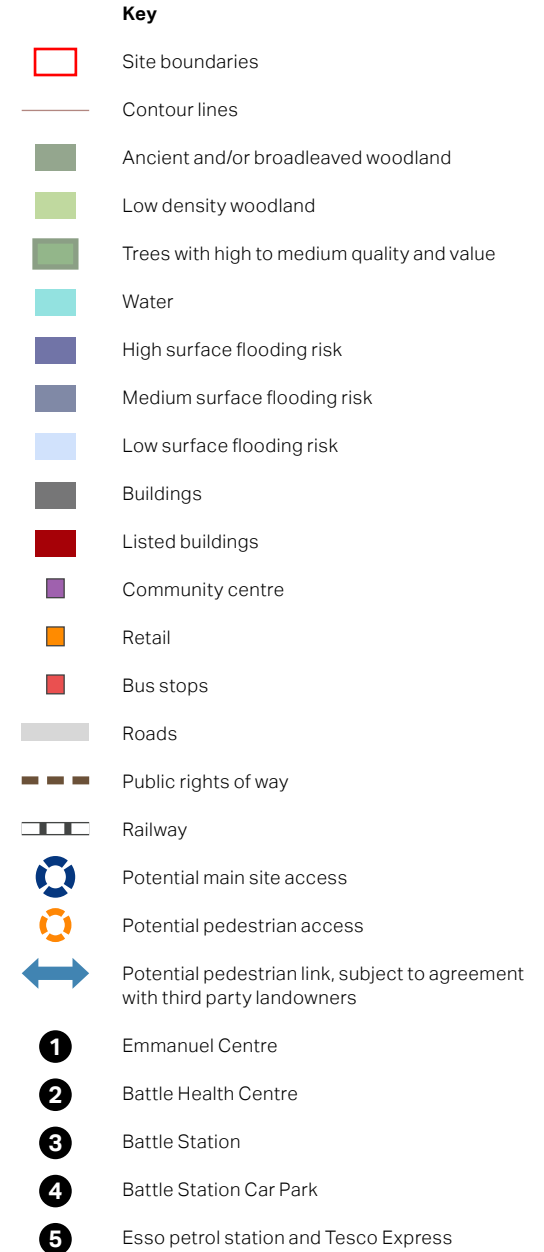 Key
Site boundaries
Contour lines
Ancient and/or broadleaved woodland
Low density woodland
Trees with high to medium quality and value
Water
High surface flooding risk
Medium surface flooding risk
Low surface flooding risk
Buildings
Listed buildings
Community centre
Retail
Bus stops
Roads
Public rights of way
Railway
Potential main site access
Potential pedestrian access
Potential pedestrian link, subject to agreement
with third party landowners
1 Emmanuel Centre
2 Battle Health Centre
3 Battle Station
4 Battle Station Car Park
5 Esso petrol station and Tesco Express